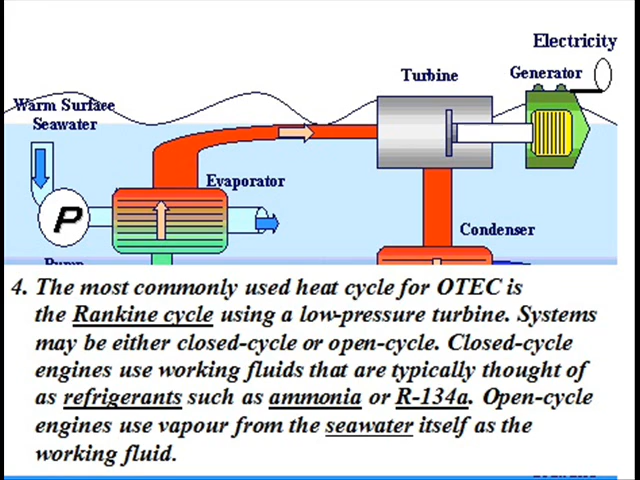 Electricity
Turbine
Generator
Warm Surface
Seawater
Evaporator
P
Condenser
4. The most commonly used heat cycle for OTEC is
the Rankine cycle using a low-pressure turbine. Systems
may be either closed-cycle or open-cycle. Closed-cycle
engines use working fluids that are typically thought of
as refrigerants such as ammonia or R-134a. Open-cycle
engines use vapour from the seawater itself as the
working fluid.